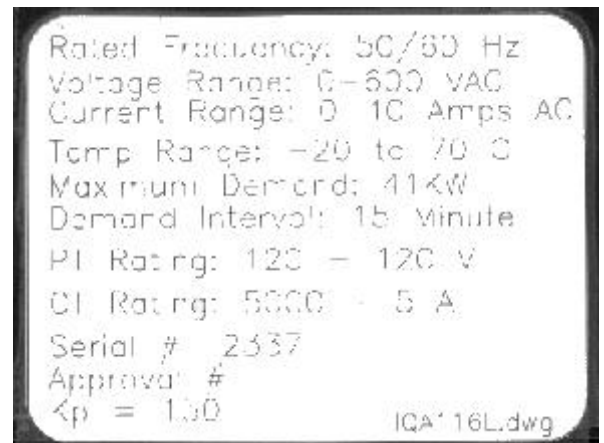 Rated Frequency: 50/60 Hz
Voltage Range: 0-600 VAC
Current Range: 0 10 Amps AC
Temp Range: -20 to 70 C
Maximum Demand: 41KW
Demand Interval: 15 Minute
PT Rating: 120 - 120 V
CT Rating: 5000 - 5 A
Serial # 2337
Approval #
Kp =
IQA116L.dwg